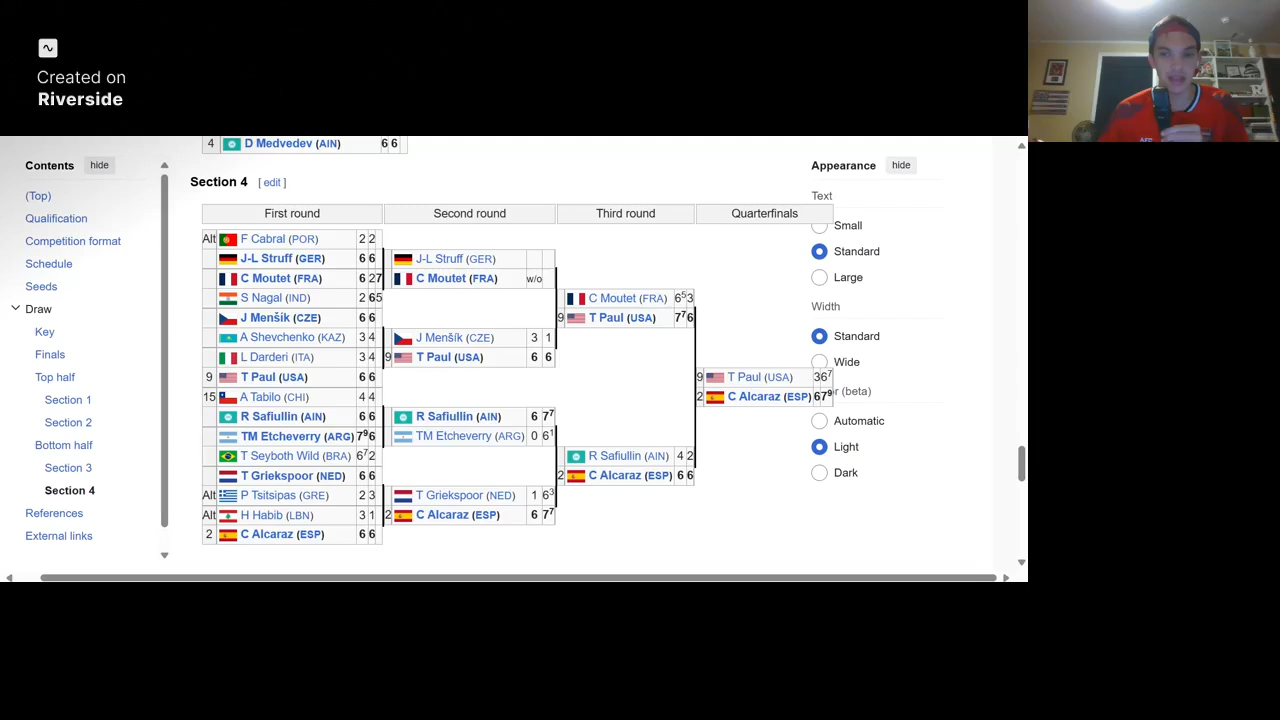 Created on
Riverside
4 D Medvedev (AIN) 6 6
Contents hide
(Top)
Qualification
Competition format
Schedule
Seeds
Draw
Key
Finals
Top half
Section 1
Section 2
Bottom half
Section 3
Section 4
References
External links
Section 4 [ edit ]
First round Second round Third round Quarterfinals
Alt F Cabral (POR) 2 2
J-L Struff (GER) 6 6
C Moutet (FRA) 6 2 7
S Nagal (IND) 2 6 5
J Menšík (CZE) 6 6
A Shevchenko (KAZ) 3 4
L Darderi (ITA) 3 4
9 T Paul (USA) 6 6
15 A Tabilo (CHI) 4 4
R Safiullin (AIN) 6 6
TM Etcheverry (ARG) 7⁹ 6
T Seyboth Wild (BRA) 6⁷ 2
T Griekspoor (NED) 6 6
Alt P Tsitsipas (GRE) 2 3
Alt H Habib (LBN) 3 1
2 C Alcaraz (ESP) 6 6
J-L Struff (GER)
C Moutet (FRA) w/o
J Menšík (CZE) 3 1
9 T Paul (USA) 6 6
R Safiullin (AIN) 6 7⁷
TM Etcheverry (ARG) 0 6¹
T Griekspoor (NED) 1 6³
2 C Alcaraz (ESP) 6 7⁷
C Moutet (FRA) 6⁵ 3
9 T Paul (USA) 7⁷ 6
R Safiullin (AIN) 4 2
2 C Alcaraz (ESP) 6 6
9 T Paul (USA) 3 6⁷
2 C Alcaraz (ESP) 6 7⁹
Appearance hide
Text
Small
Standard
Large
Width
Standard
Wide
(beta)
Automatic
Light
Dark